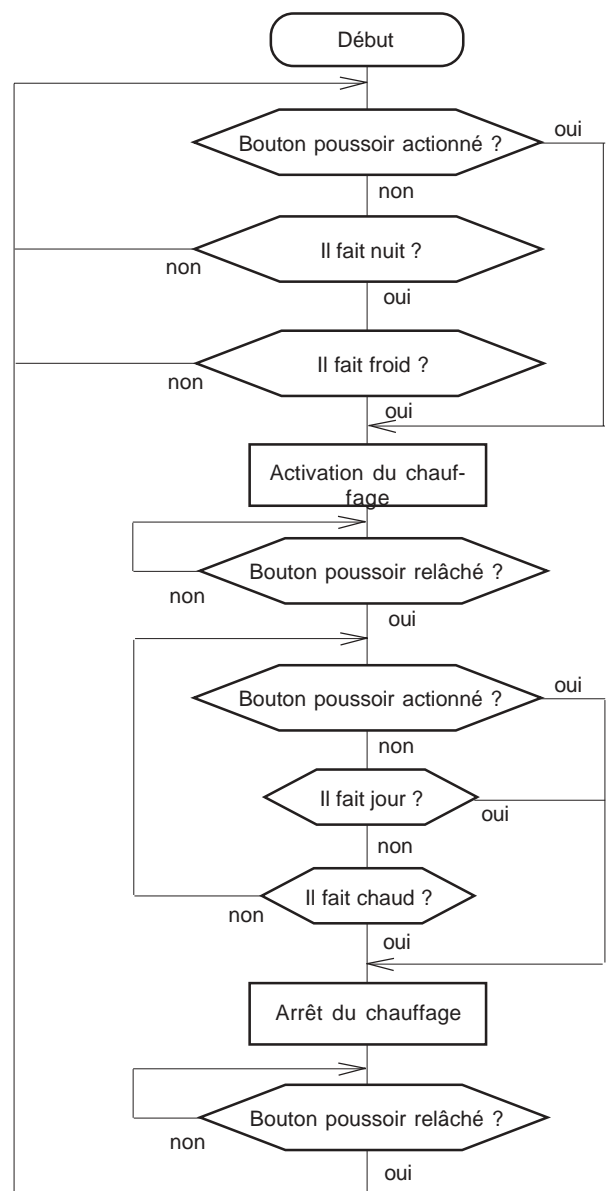 Début
Bouton poussoir actionné ?
oui
non
Il fait nuit ?
non
oui
Il fait froid ?
non
oui
Activation du chauf-
fage
Bouton poussoir relâché ?
non
oui
Bouton poussoir actionné ?
oui
non
Il fait jour ?
oui
non
Il fait chaud ?
non
oui
Arrêt du chauffage
Bouton poussoir relâché ?
non
oui